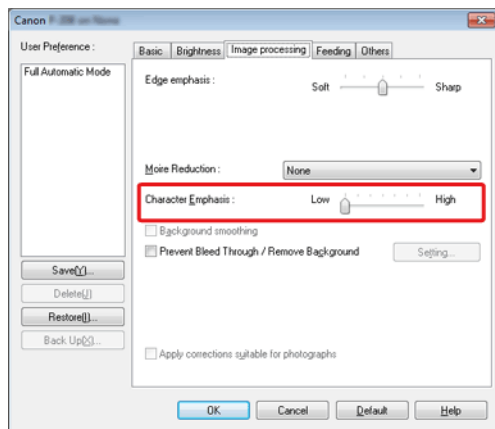 Canon
User Preference :
Full Automatic Mode
Save(Y)...
Delete(J)
Restore(I)...
Back Up(X)...
Basic Brightness Image processing Feeding Others
Edge emphasis :
Soft Sharp
Moire Reduction : None
Character Emphasis : Low High
Background smoothing
Prevent Bleed Through / Remove Background Setting...
Apply corrections suitable for photographs
OK Cancel Default Help